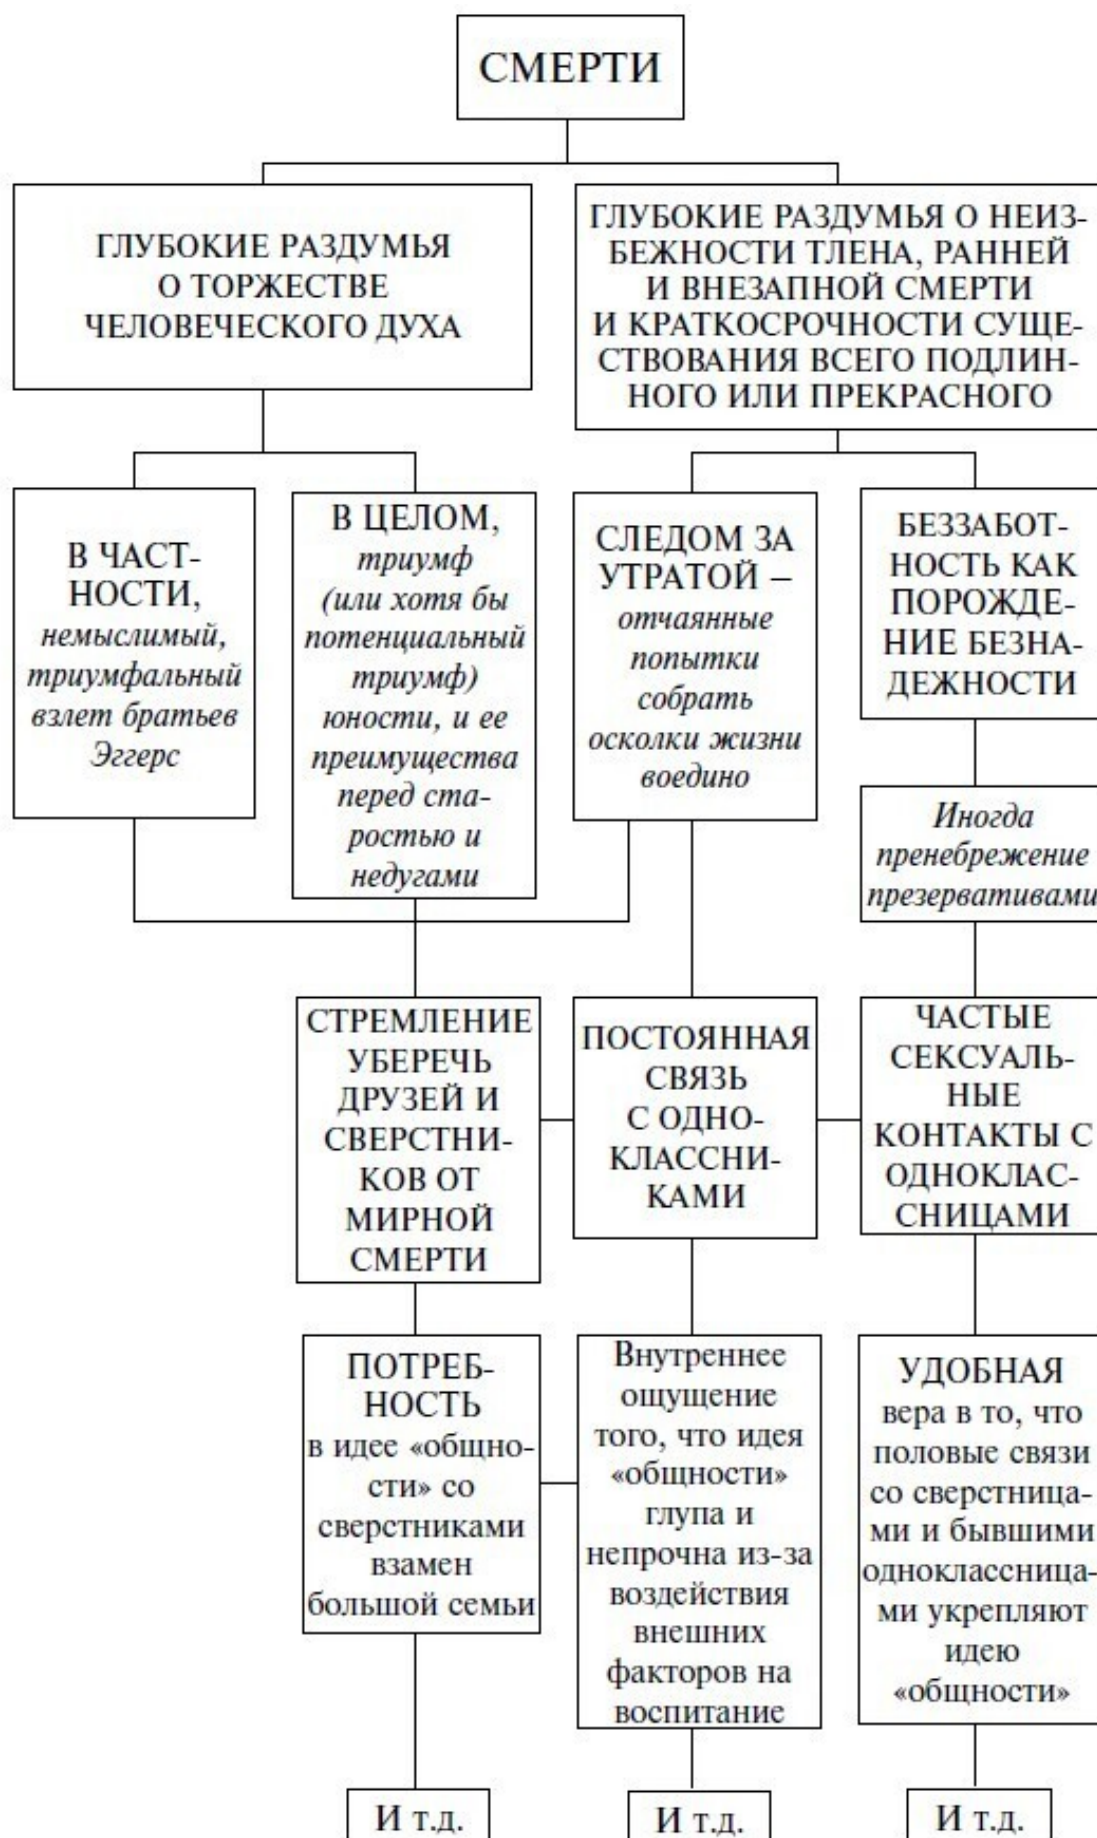 СМЕРТИ
ГЛУБОКИЕ РАЗДУМЬЯ
О ТОРЖЕСТВЕ
ЧЕЛОВЕЧЕСКОГО ДУХА
ГЛУБОКИЕ РАЗДУМЬЯ О НЕИЗ-
БЕЖНОСТИ ТЛЕНА, РАННЕЙ
И ВНЕЗАПНОЙ СМЕРТИ
И КРАТКОСРОЧНОСТИ СУЩЕ-
СТВОВАНИЯ ВСЕГО ПОДЛИН-
НОГО ИЛИ ПРЕКРАСНОГО
В ЧАСТ-
НОСТИ,
немыслимый,
триумфальный
взлет братьев
Эггерс
В ЦЕЛОМ,
триумф
(или хотя бы
потенциальный
триумф)
юности, и ее
преимущества
перед ста-
ростью и
недугами
СЛЕДОМ ЗА
УТРАТОЙ –
отчаянные
попытки
собрать
осколки жизни
воедино
БЕЗЗАБОТ-
НОСТЬ КАК
ПОРОЖДЕ-
НИЕ БЕЗНА-
ДЕЖНОСТИ
Иногда
пренебрежение
презервативами
СТРЕМЛЕНИЕ
УБЕРЕЧЬ
ДРУЗЕЙ И
СВЕРСТНИ-
КОВ ОТ
МИРНОЙ
СМЕРТИ
ПОСТОЯННАЯ
СВЯЗЬ
С ОДНО-
КЛАССНИ-
КАМИ
ЧАСТЫЕ
СЕКСУАЛЬ-
НЫЕ
КОНТАКТЫ С
ОДНОКЛАС-
СНИЦАМИ
ПОТРЕБ-
НОСТЬ
в идее «общно-
сти» со
сверстниками
взамен
большой семьи
Внутреннее
ощущение
того, что идея
«общности»
глупа и
непрочна из-за
воздействия
внешних
факторов на
воспитание
УДОБНАЯ
вера в то, что
половые связи
со сверстница-
ми и бывшими
одноклассница-
ми укрепляют
идею
«общности»
И т.д.
И т.д.
И т.д.